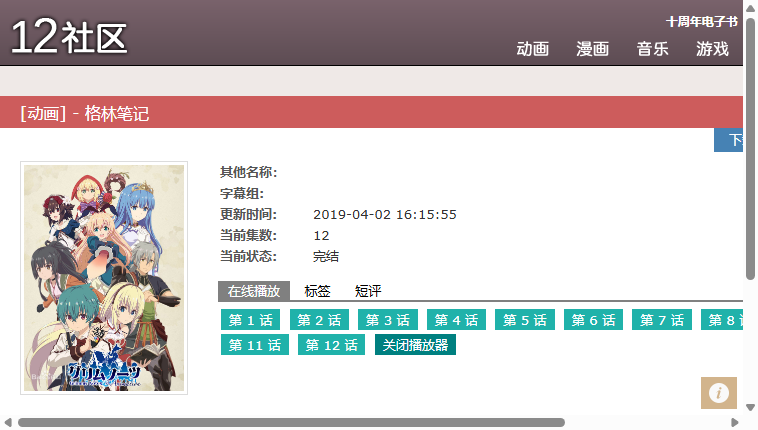 12社区
十周年电子书
动画 漫画 音乐 游戏
[动画] - 格林笔记
其他名称:
字幕组:
更新时间: 2019-04-02 16:15:55
当前集数: 12
当前状态: 完结
在线播放 标签 短评
第 1 话 第 2 话 第 3 话 第 4 话 第 5 话 第 6 话 第 7 话 第 8
第 11 话 第 12 话 关闭播放器
グリムノーツ
i